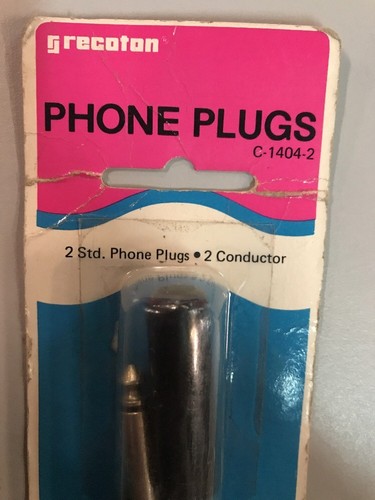 recoton
PHONE PLUGS
C-1404-2
2 Std. Phone Plugs • 2 Conductor